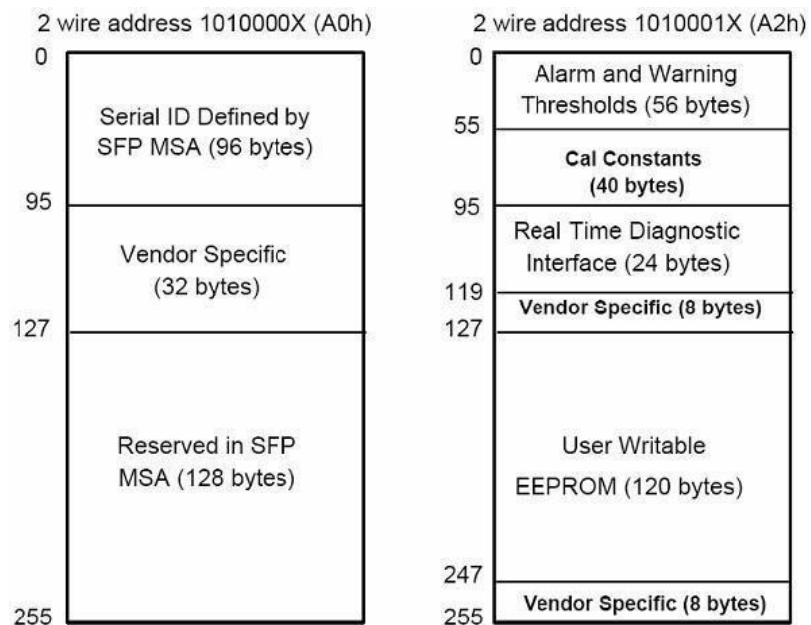 2 wire address 1010000X (A0h)
0
Serial ID Defined by
SFP MSA (96 bytes)
95
Vendor Specific
(32 bytes)
127
Reserved in SFP
MSA (128 bytes)
255
2 wire address 1010001X (A2h)
0
Alarm and Warning
Thresholds (56 bytes)
55
Cal Constants
(40 bytes)
95
Real Time Diagnostic
Interface (24 bytes)
119
Vendor Specific (8 bytes)
127
User Writable
EEPROM (120 bytes)
247
Vendor Specific (8 bytes)
255